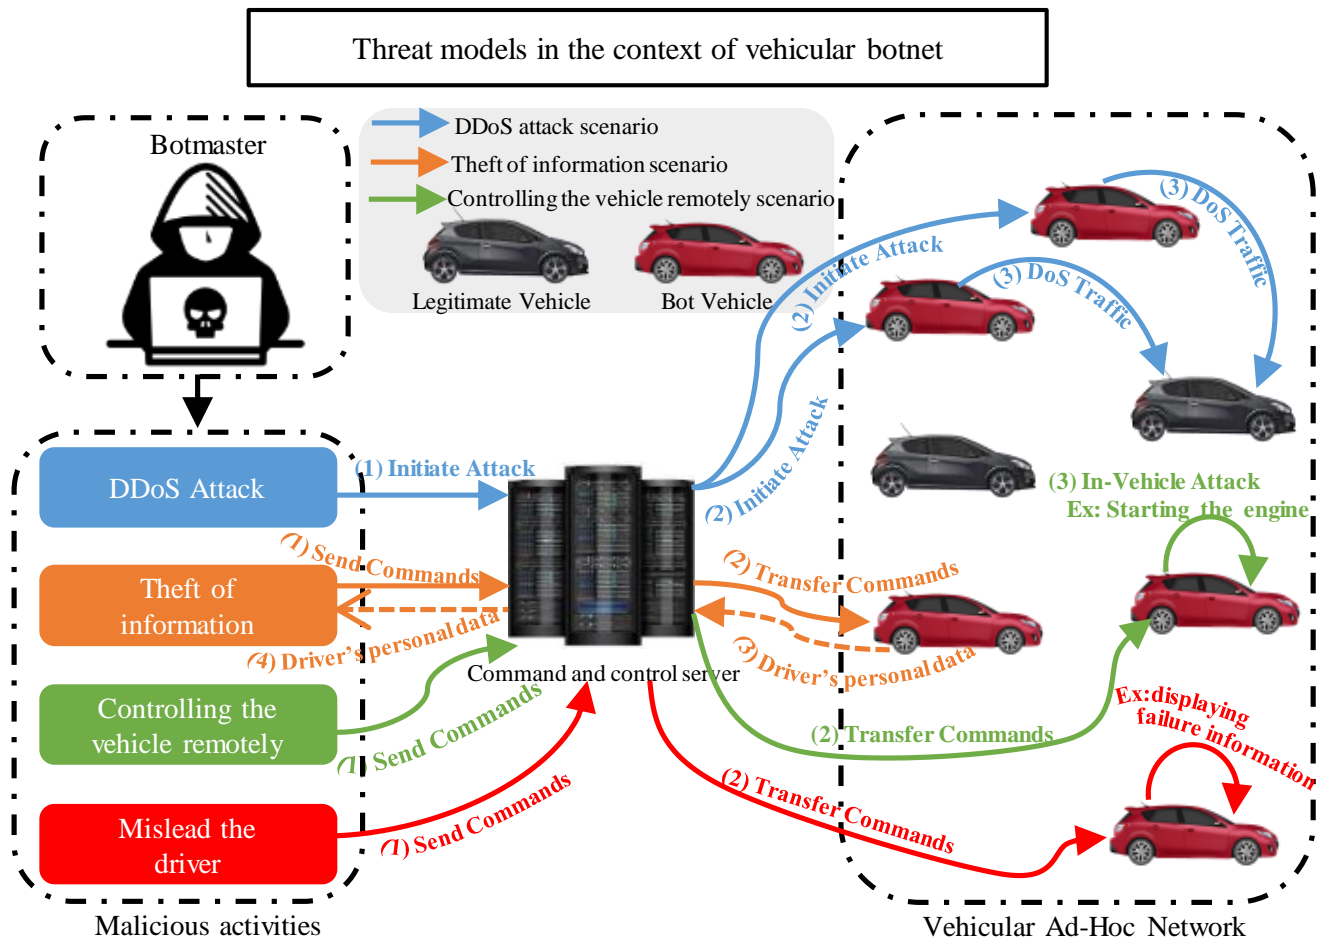 Threat models in the context of vehicular botnet
Botmaster
DDoS attack scenario
Theft of information scenario
Controlling the vehicle remotely scenario
Legitimate Vehicle
Bot Vehicle
(2) Initiate Attack
(3) DoS Traffic
(3) DoS Traffic
(2) Initiate Attack
DDoS Attack
(1) Initiate Attack
(3) In-Vehicle Attack
Ex: Starting the engine
Theft of
information
(1) Send Commands
(2) Transfer Commands
(4) Driver's personal data
(3) Driver's personal data
Command and control server
Controlling the
vehicle remotely
(1) Send Commands
(2) Transfer Commands
Ex:displaying
failure information
Mislead the
driver
(1) Send Commands
(2) Transfer Commands
Malicious activities
Vehicular Ad-Hoc Network